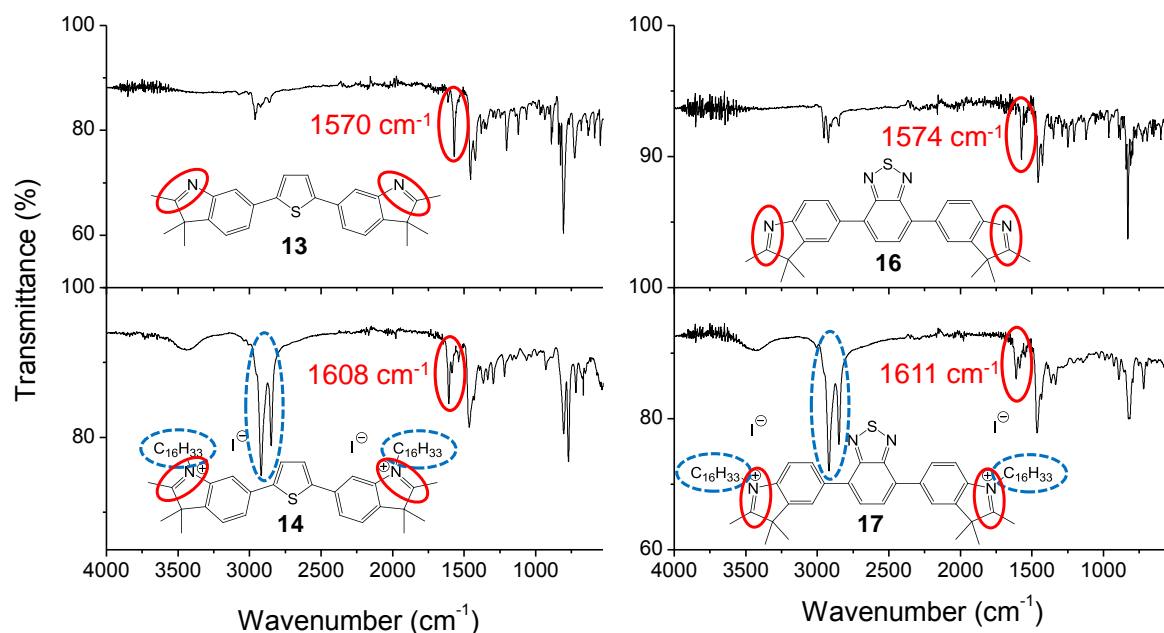 Transmittance (%)
100
80
60
1570 cm⁻¹
N
N
S
13
100
90
1574 cm⁻¹
S
N
N
N
N
16
100
80
1608 cm⁻¹
I⊖
I⊖
C₁₆H₃₃
C₁₆H₃₃
N⊕
N⊕
S
14
4000 3500 3000 2500 2000 1500 1000
Wavenumber (cm⁻¹)
100
80
60
1611 cm⁻¹
S
N
N
I⊖
I⊖
C₁₆H₃₃
C₁₆H₃₃
N+
N+
17
4000 3500 3000 2500 2000 1500 1000
Wavenumber (cm⁻¹)